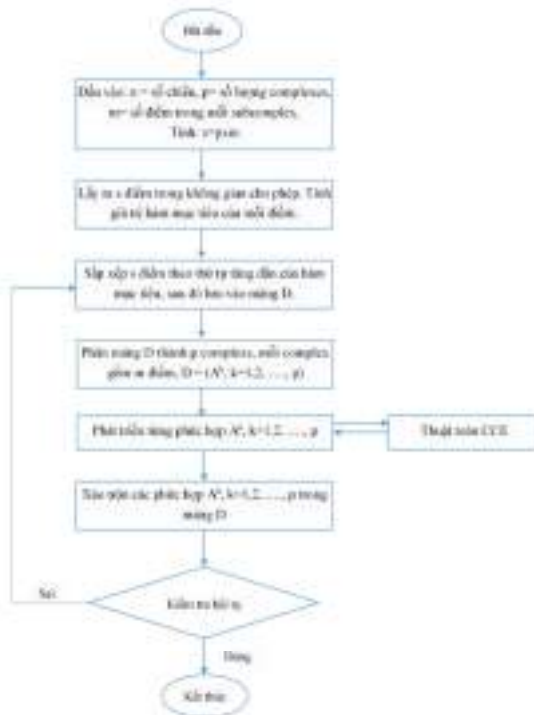 Bắt đầu
Đầu vào: n = số chiều, p= số lượng complexes,
m= số điểm trong mỗi subcomplex.
Tính: s=p×m
Lấy ra s điểm trong không gian cho phép. Tính
giá trị hàm mục tiêu của mỗi điểm.
Sắp xếp s điểm theo thứ tự tăng dần của hàm
mục tiêu, sau đó lưu vào mảng D.
Phân mảng D thành p complexs, mỗi complex
gồm m điểm, D = (Aᵏ, k=1,2, …., p)
Phát triển từng phức hợp Aᵏ, k=1,2, …., p
Thuật toán CCE
Xáo trộn các phức hợp Aᵏ, k=1,2, …., p trong
mảng D
Sai
Kiểm tra hội tụ
Đúng
Kết thúc